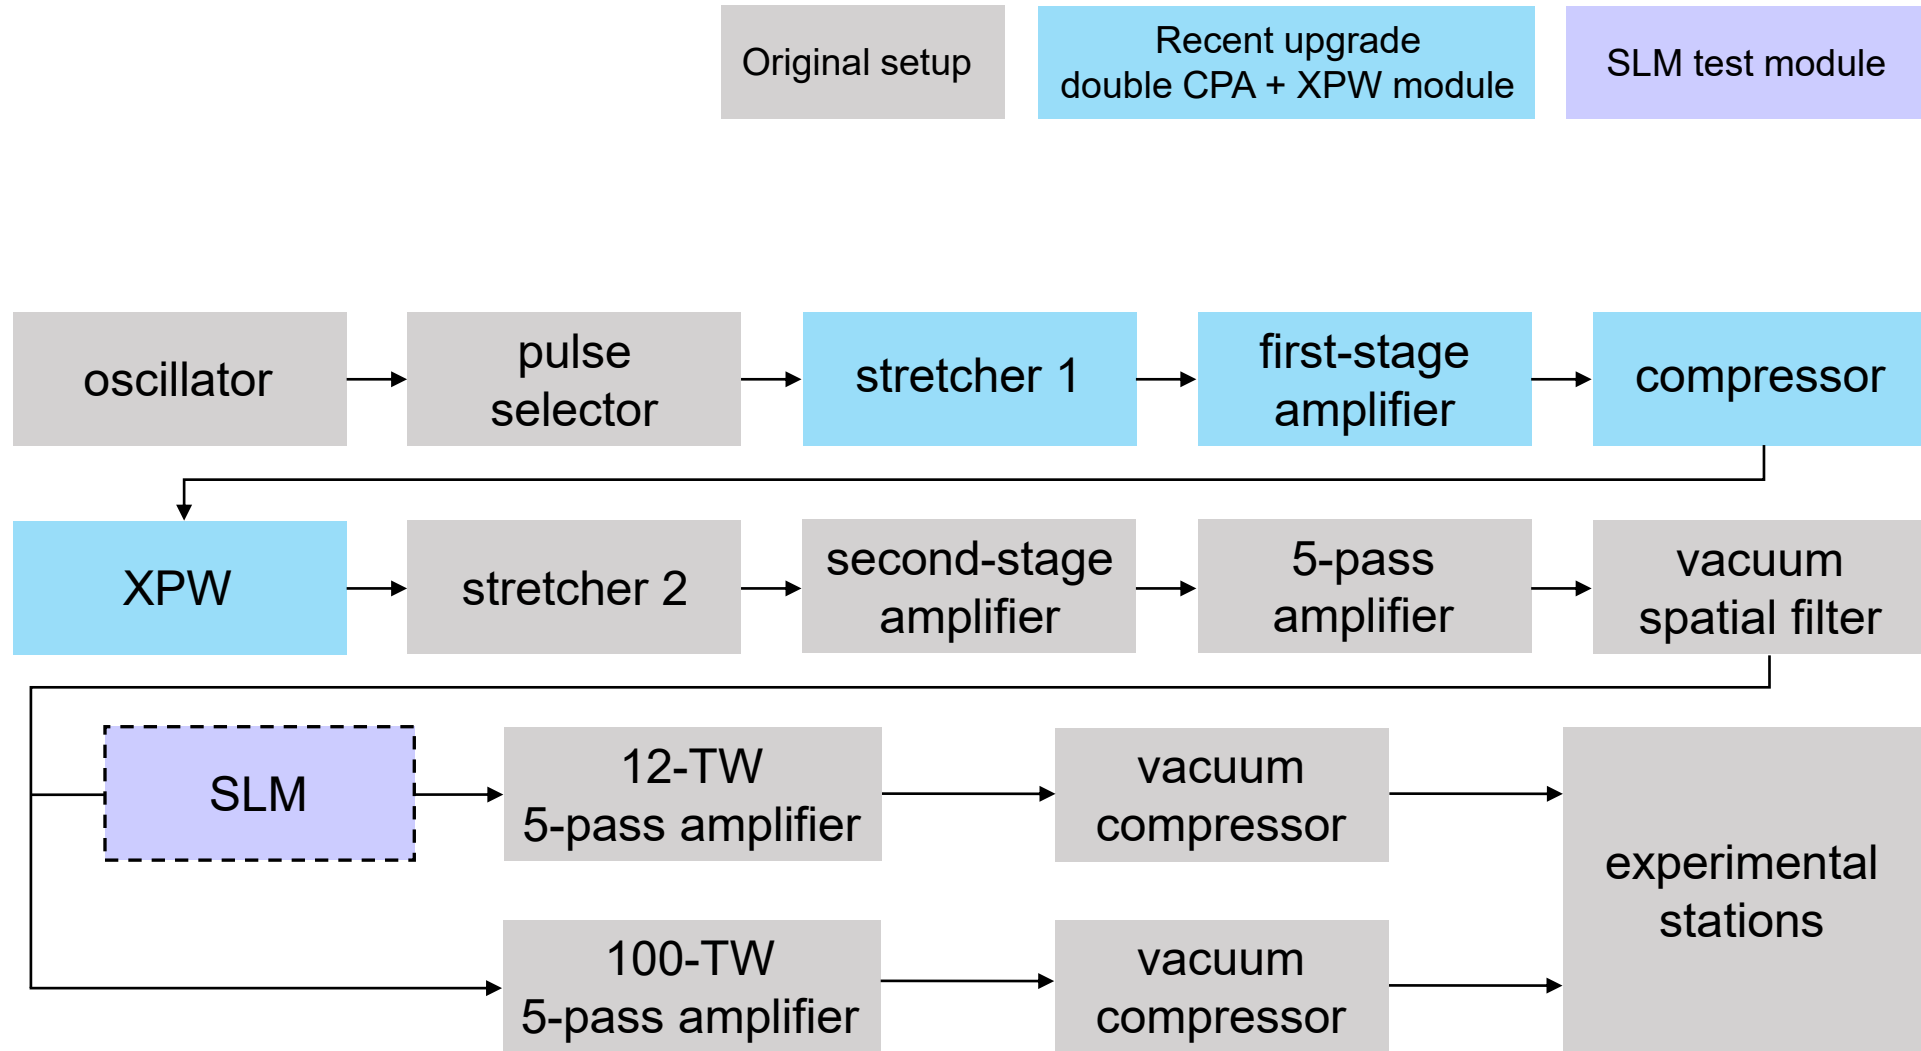 Original setup
Recent upgrade
double CPA + XPW module
SLM test module
oscillator
pulse
selector
stretcher 1
first-stage
amplifier
compressor
XPW
stretcher 2
second-stage
amplifier
5-pass
amplifier
vacuum
spatial filter
SLM
12-TW
5-pass amplifier
vacuum
compressor
100-TW
5-pass amplifier
vacuum
compressor
experimental
stations